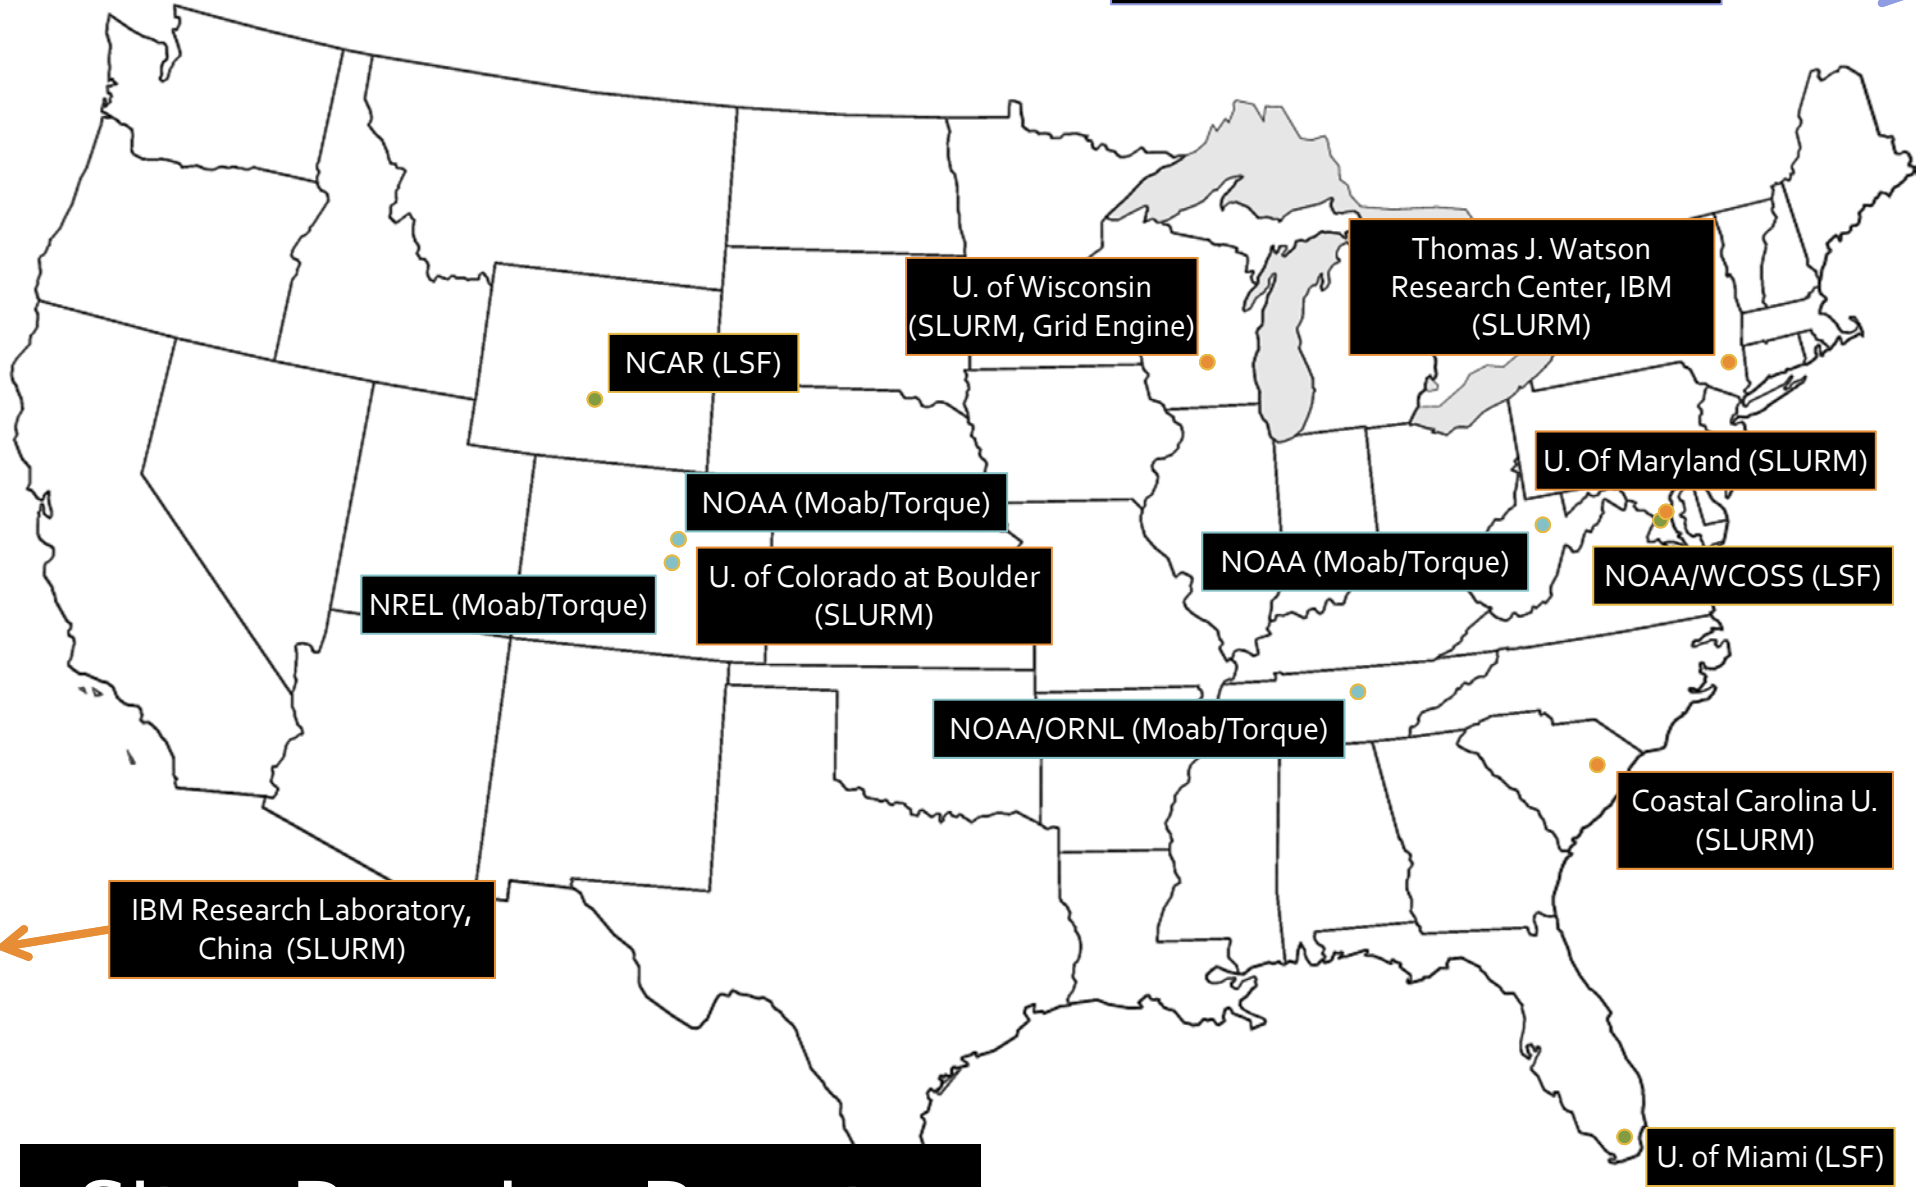 Thomas J. Watson
Research Center, IBM
(SLURM)
U. of Wisconsin
(SLURM, Grid Engine)
NCAR (LSF)
U. Of Maryland (SLURM)
NOAA (Moab/Torque)
NOAA (Moab/Torque)
U. of Colorado at Boulder
(SLURM)
NOAA/WCOSS (LSF)
NREL (Moab/Torque)
NOAA/ORNL (Moab/Torque)
Coastal Carolina U.
(SLURM)
IBM Research Laboratory,
China (SLURM)
U. of Miami (LSF)